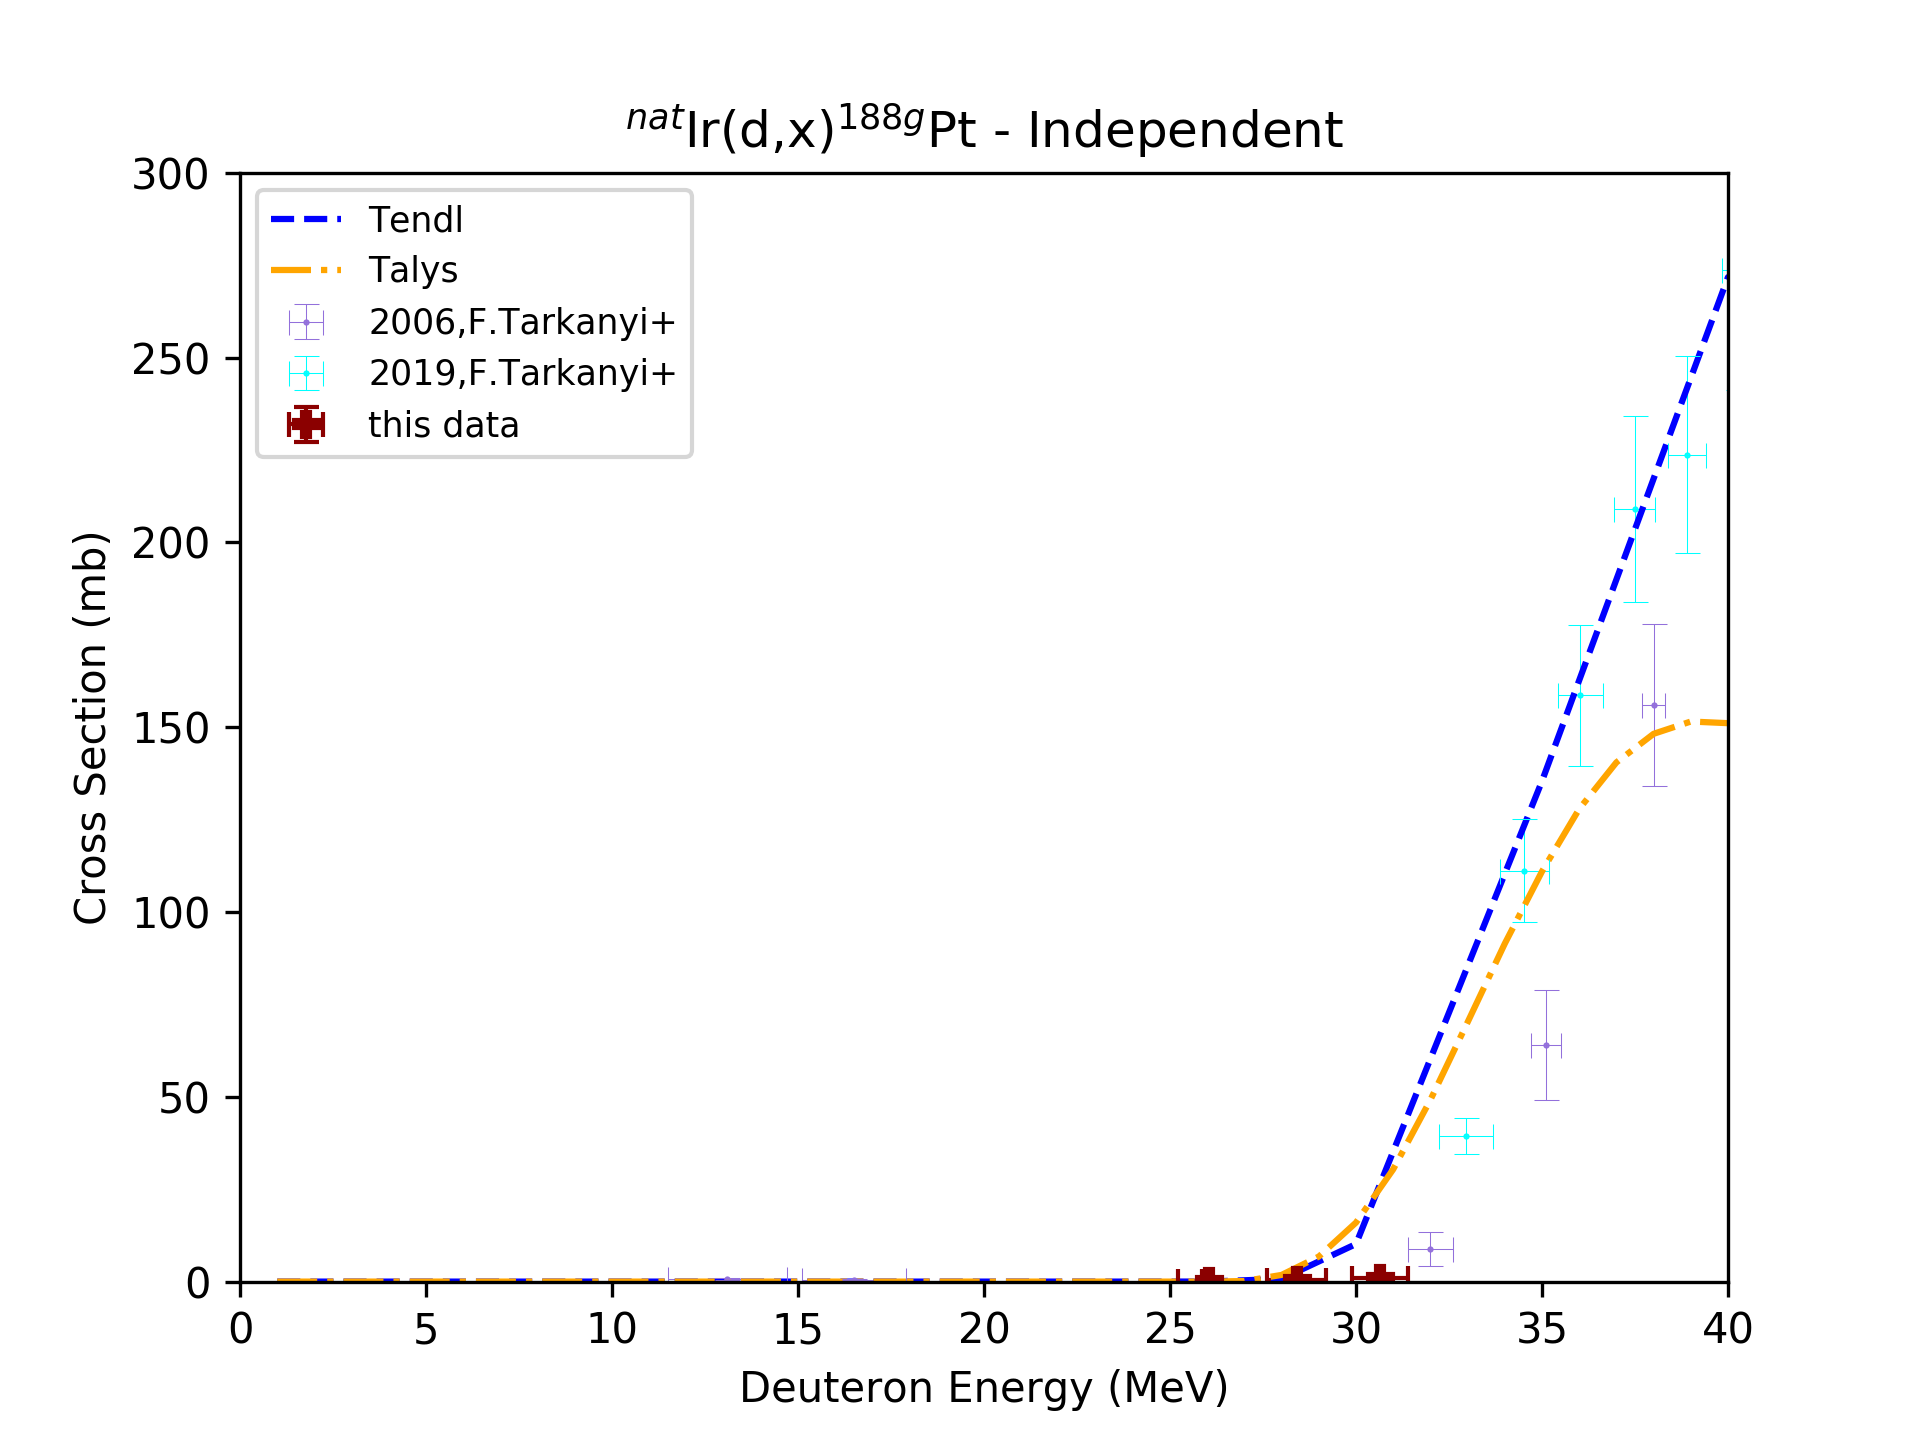 natIr(d,x)188gPt - Independent
300
250
200
150
100
50
0
Cross Section (mb)
Tendl
Talys
2006,F.Tarkanyi+
2019,F.Tarkanyi+
this data
0 5 10 15 20 25 30 35 40
Deuteron Energy (MeV)